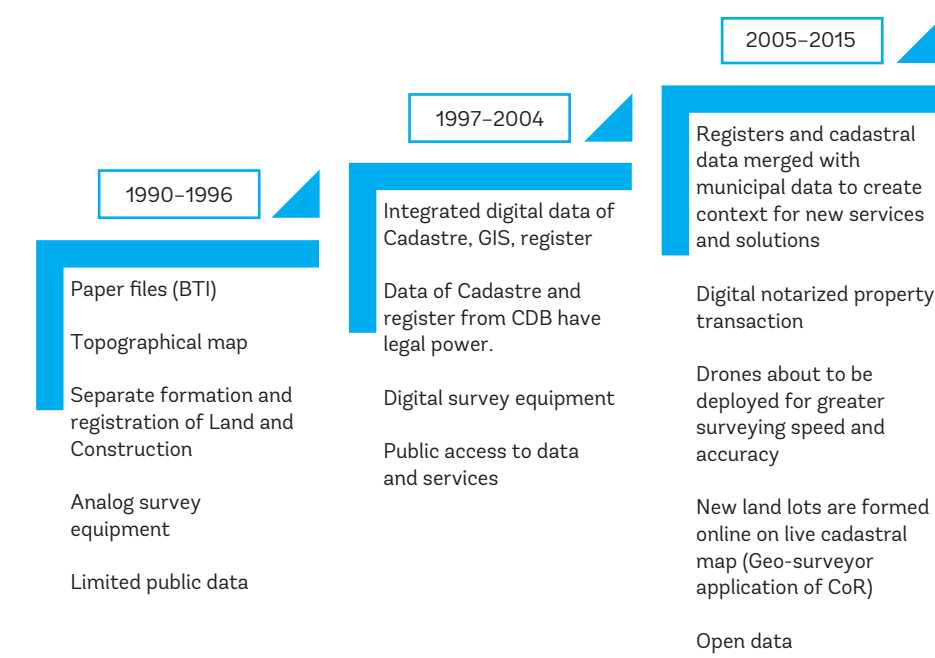 1990–1996
Paper files (BTI)
Topographical map
Separate formation and
registration of Land and
Construction
Analog survey
equipment
Limited public data
1997–2004
Integrated digital data of
Cadastre, GIS, register
Data of Cadastre and
register from CDB have
legal power.
Digital survey equipment
Public access to data
and services
2005–2015
Registers and cadastral
data merged with
municipal data to create
context for new services
and solutions
Digital notarized property
transaction
Drones about to be
deployed for greater
surveying speed and
accuracy
New land lots are formed
online on live cadastral
map (Geo-surveyor
application of CoR)
Open data